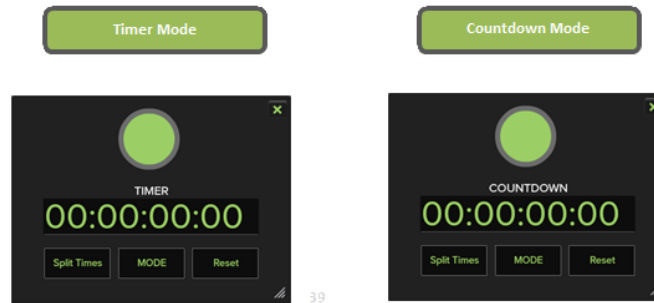 Timer Mode
Countdown Mode
TIMER
00:00:00:00
Split Times MODE Reset
COUNTDOWN
00:00:00:00
Split Times MODE Reset
39